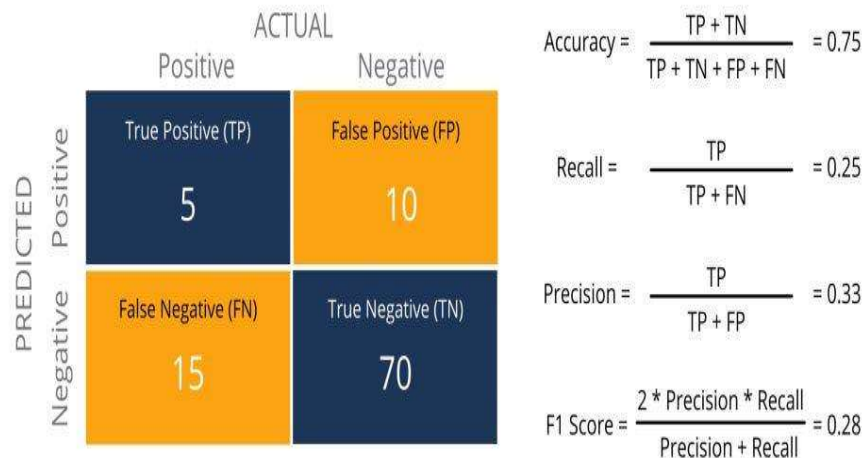 ACTUAL
Positive Negative
PREDICTED
Positive
True Positive (TP) False Positive (FP)
5 10
Negative
False Negative (FN) True Negative (TN)
15 70
Accuracy = TP + TN = 0.75
TP + TN + FP + FN
Recall = TP = 0.25
TP + FN
Precision = TP = 0.33
TP + FP
F1 Score = 2 * Precision * Recall = 0.28
Precision + Recall